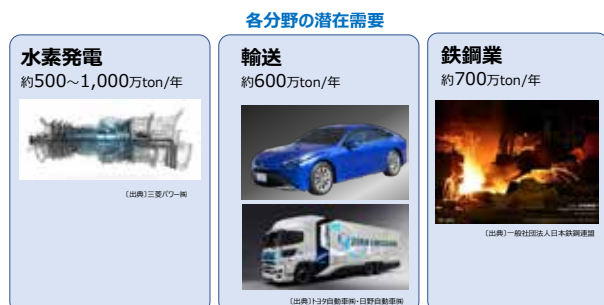 各分野の潜在需要
水素発電
約500～1,000万ton/年
〔出典〕三菱パワー㈱
輸送
約600万ton/年
〔出典〕トヨタ自動車㈱・日野自動車㈱
鉄鋼業
約700万ton/年
〔出典〕一般社団法人日本鉄鋼連盟